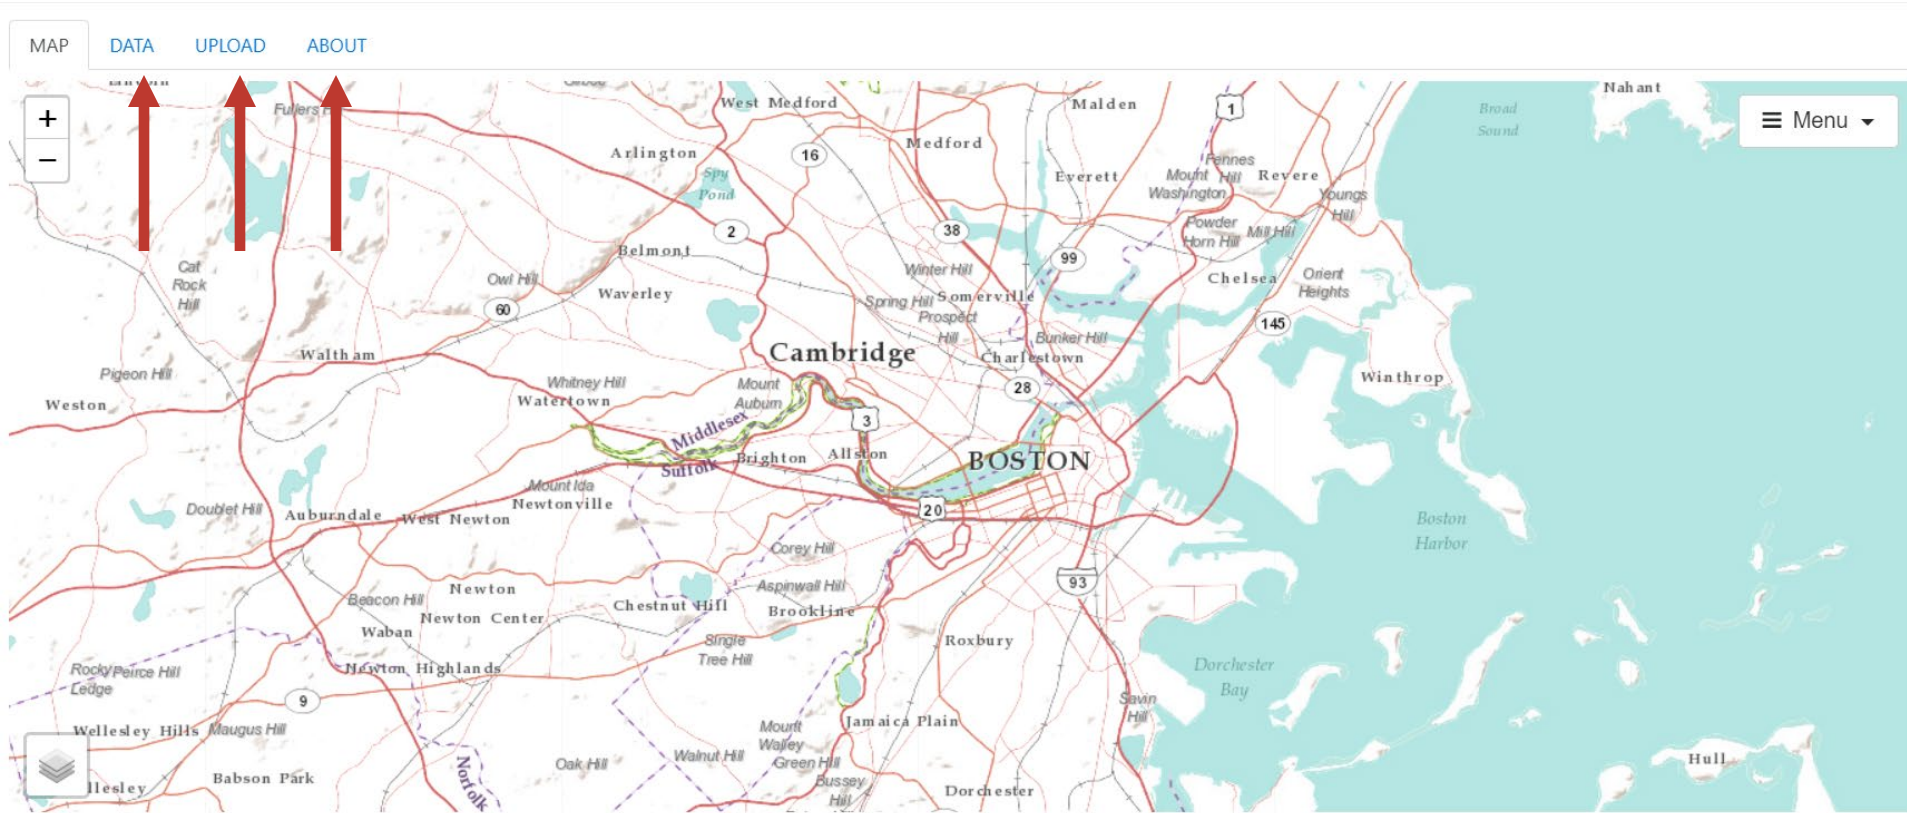 MAP DATA UPLOAD ABOUT
Nahant
West Medford
Malden
1
Broad
Sound
Menu
+
−
Arlington
16
Medford
Fennes
Hill
Spy
Pond
Everett
Mount
Washington
Revere
Youngs
Hill
2
38
Powder
Horn Hill
Mill Hill
Belmont
99
Cat
Rock
Hill
Owl Hill
Winter Hill
Chelsea
Orient
Heights
Waverley
Spring Hill
Somerville
60
Prospect
Hill
145
Bunker Hill
Waltham
Cambridge
Charlestown
Pigeon Hill
Whitney Hill
Mount
Auburn
28
Winthrop
Weston
Watertown
3
Middlesex
Suffolk
Brighton
Allston
BOSTON
Mount Ida
Newtonville
Doublet Hill
Auburndale
West Newton
20
Boston
Harbor
Corey Hill
93
Newton
Aspinwall Hill
Beacon Hill
Chestnut Hill
Brookline
Newton Center
Waban
Single
Tree Hill
Roxbury
Rocky
Ledge
Peirce Hill
Newton Highlands
Dorchester
Bay
9
Savin
Hill
Wellesley Hills
Maugus Hill
Mount
Walley
Jamaica Plain
Oak Hill
Walnut Hill
Green Hill
Hull
Norfolk
Babson Park
Bussey
Hill
Dorchester